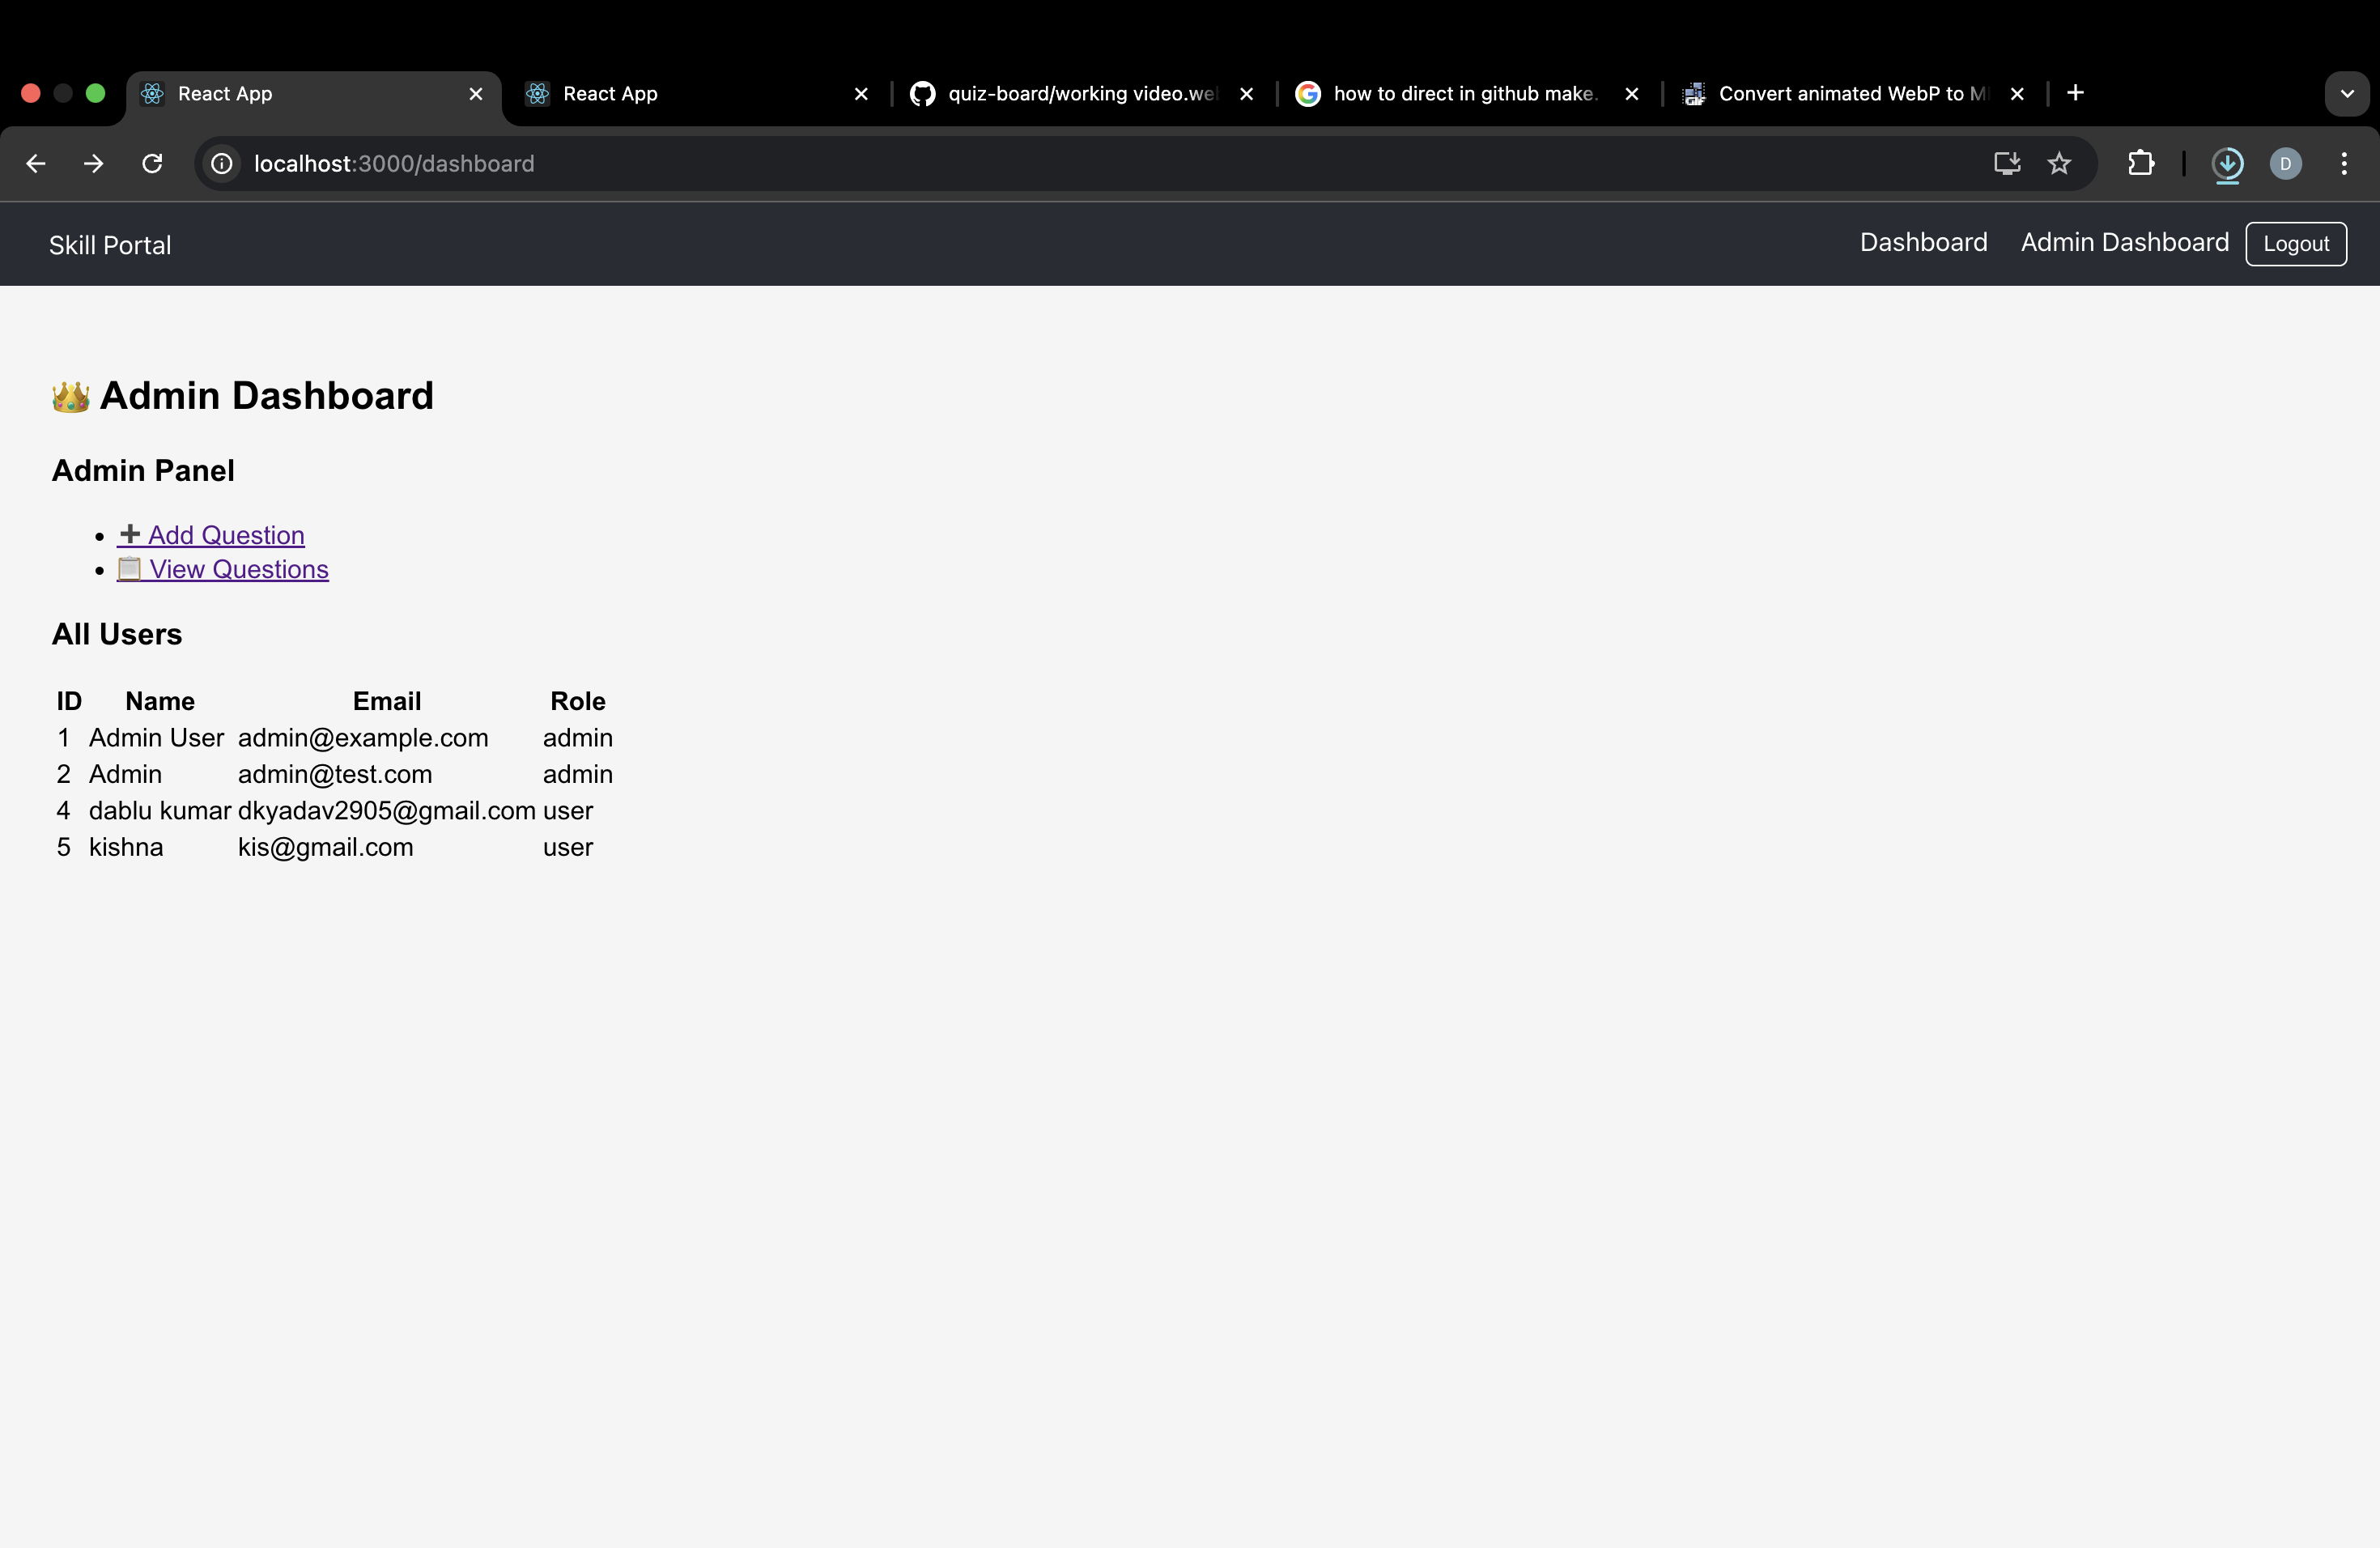 React App
React App
quiz-board/working video.we
how to direct in github make.
Convert animated WebP to M
localhost:3000/dashboard
D
Skill Portal
Dashboard
Admin Dashboard
Logout
👑 Admin Dashboard
Admin Panel
• ➕ Add Question
• 📋 View Questions
All Users
ID Name Email Role
1 Admin User admin@example.com admin
2 Admin admin@test.com admin
4 dablu kumar dkyadav2905@gmail.com user
5 kishna kis@gmail.com user